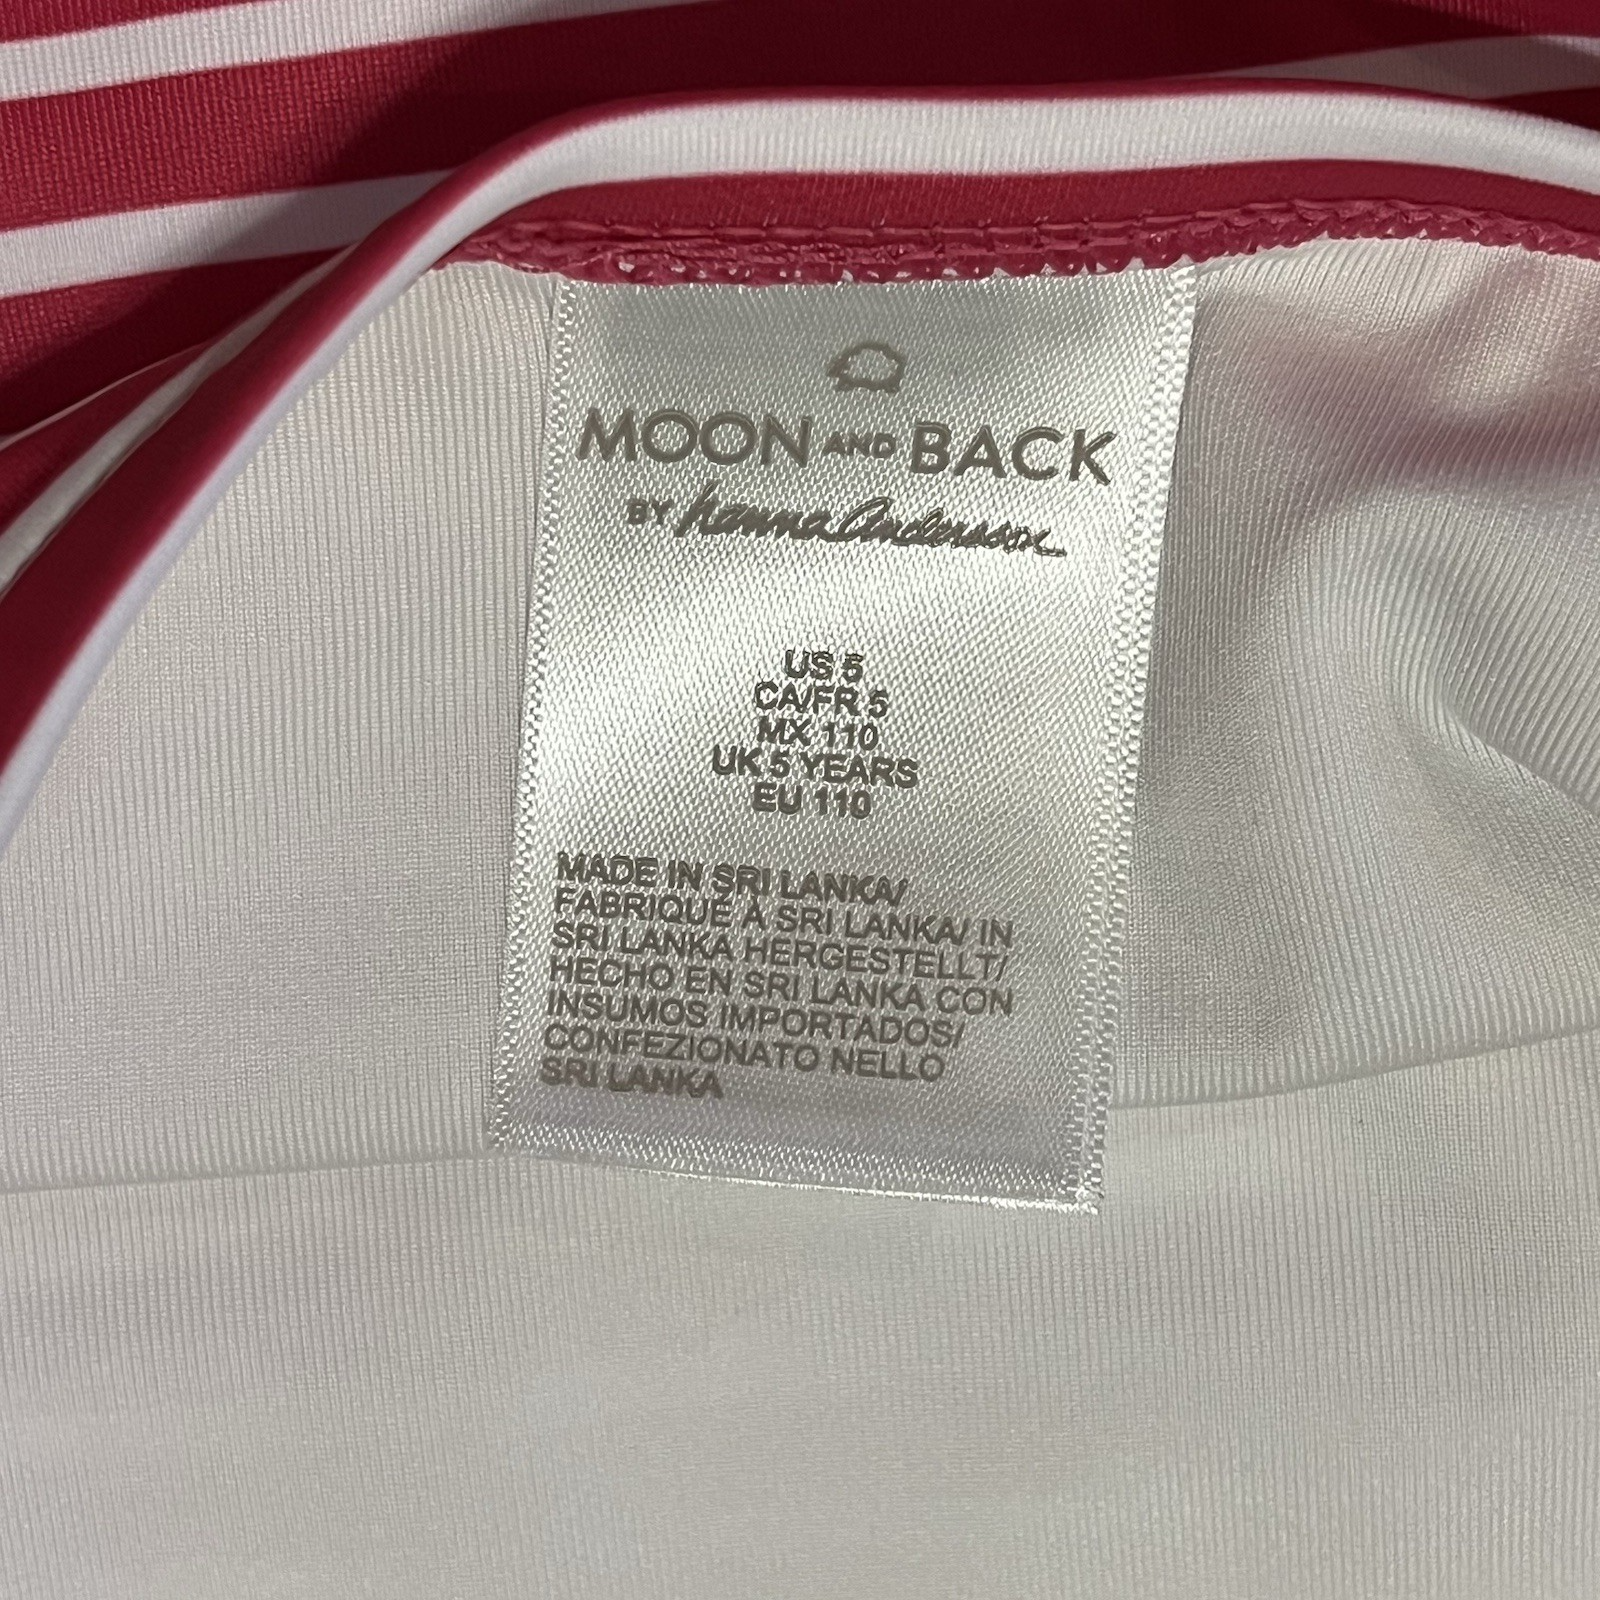 MOON AND BACK
BY hanna Andersson
US 5
CA/FR 5
MX 110
UK 5 YEARS
EU 110
MADE IN SRI LANKA/
FABRIQUÉ À SRI LANKA/ IN
SRI LANKA HERGESTELLT/
HECHO EN SRI LANKA CON
INSUMOS IMPORTADOS/
CONFEZIONATO NELLO
SRI LANKA